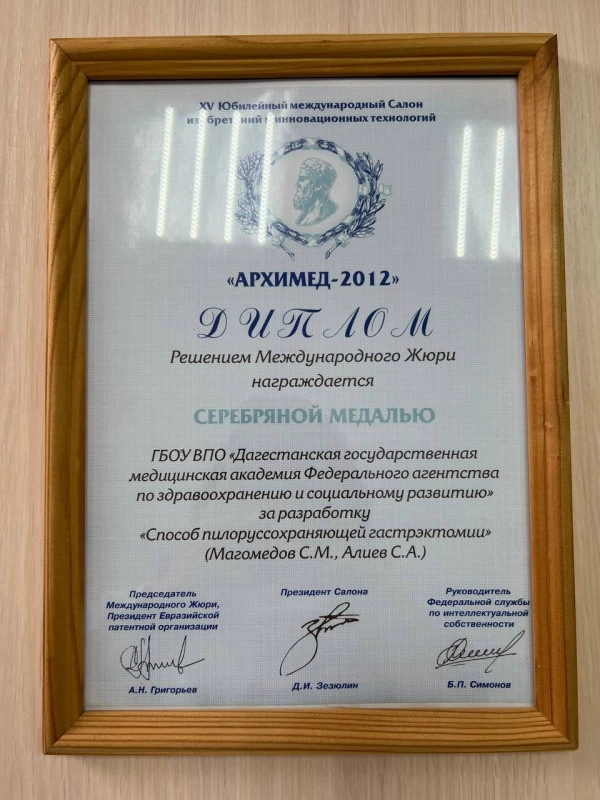 XV Юбилейный международный Салон
изобретений и инновационных технологий
«АРХИМЕД-2012»
ДИПЛОМ
Решением Международного Жюри
награждается
СЕРЕБРЯНОЙ МЕДАЛЬЮ
ГБОУ ВПО «Дагестанская государственная
медицинская академия Федерального агентства
по здравоохранению и социальному развитию»
за разработку
«Способ пилоруссохраняющей гастрэктомии»
(Магомедов С.М., Алиев С.А.)
Председатель
Международного Жюри,
Президент Евразийской
патентной организации
А.Н. Григорьев
Президент Салона
Д.И. Зезюлин
Руководитель
Федеральной службы
по интеллектуальной
собственности
Б.П. Симонов